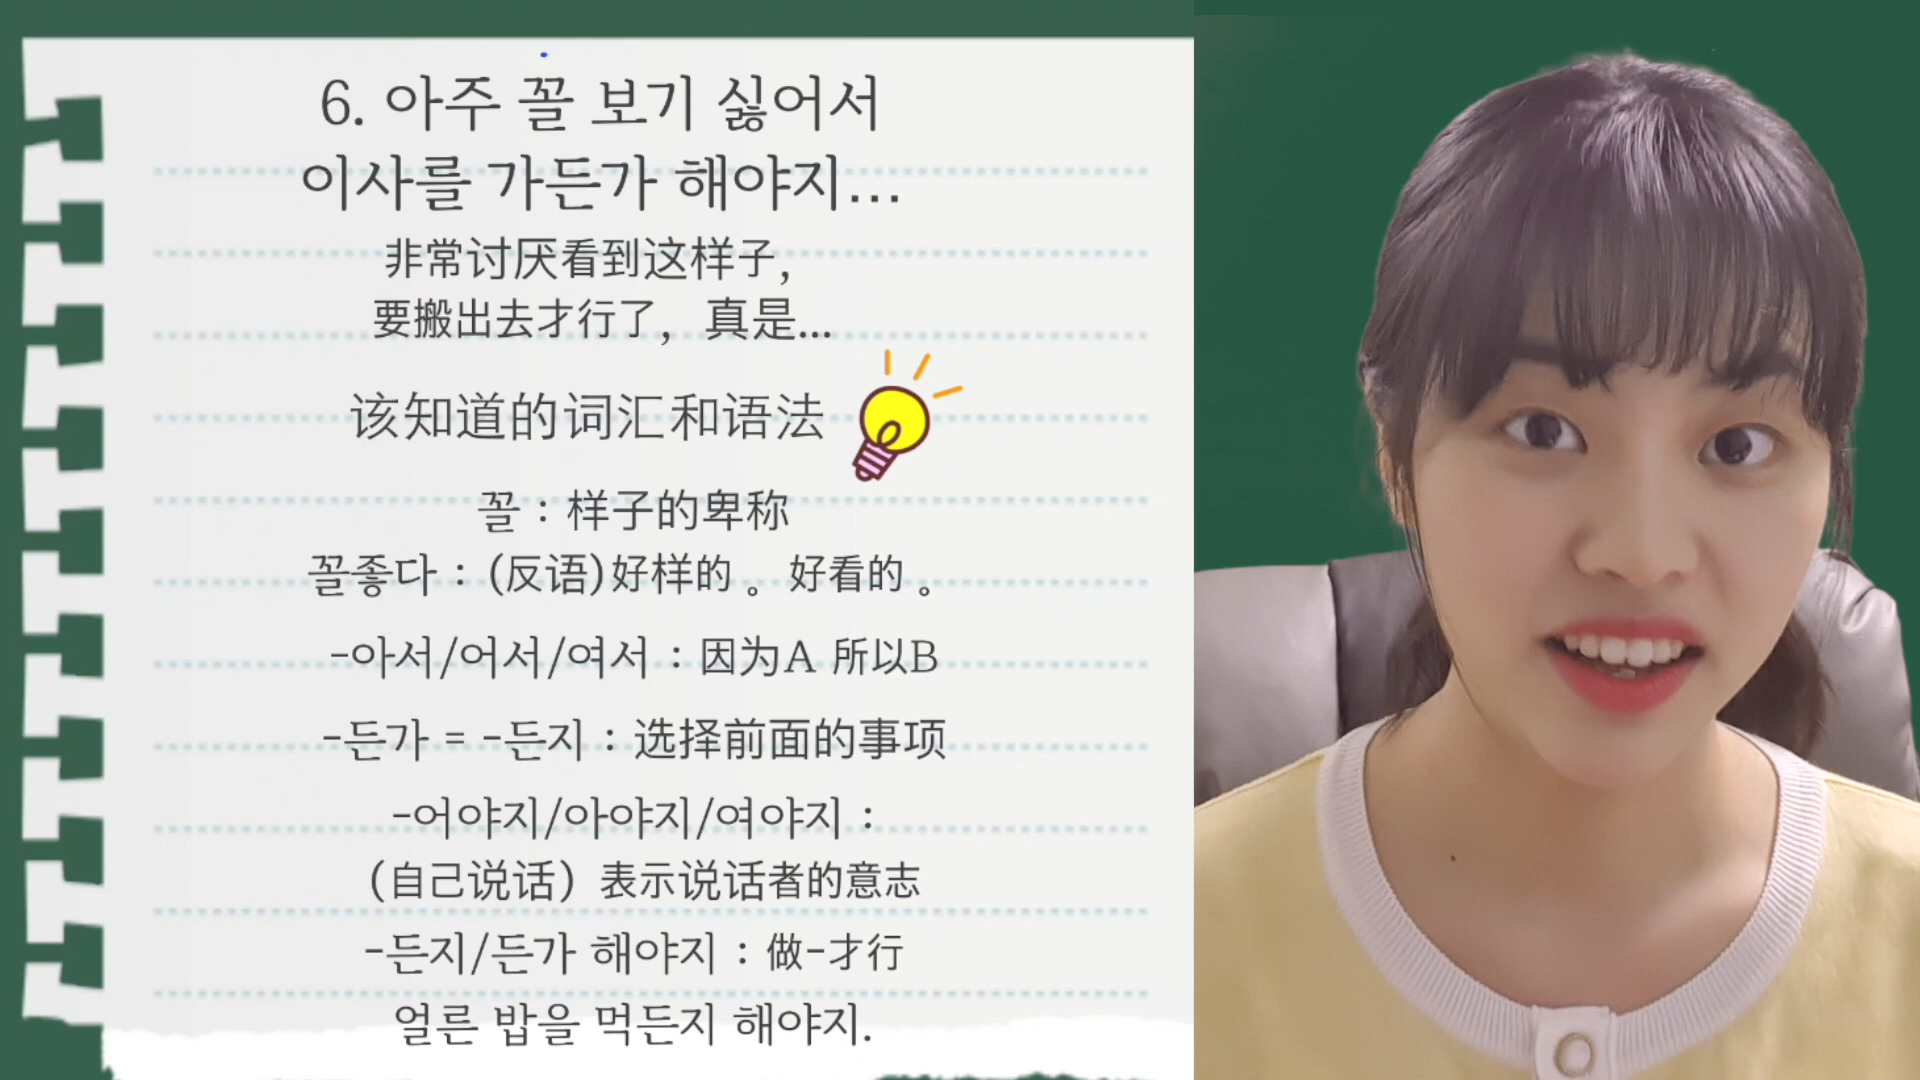 6. 아주 꼴 보기 싫어서
이사를 가든가 해야지...
非常讨厌看到这样子，
要搬出去才行了，真是...
该知道的词汇和语法
꼴：样子的卑称
꼴좋다：(反语)好样的。好看的。
-아서/어서/여서：因为A 所以B
-든가 = -든지：选择前面的事项
-어야지/아야지/여야지：
（自己说话）表示说话者的意志
-든지/든가 해야지：做-才行
얼른 밥을 먹든지 해야지.